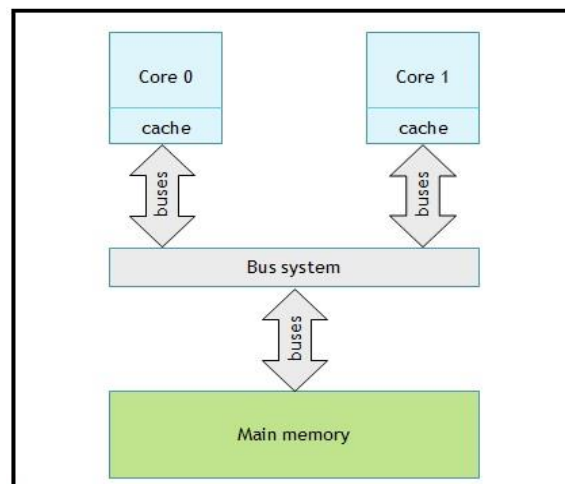 Core 0
Core 1
cache
cache
buses
buses
Bus system
buses
Main memory